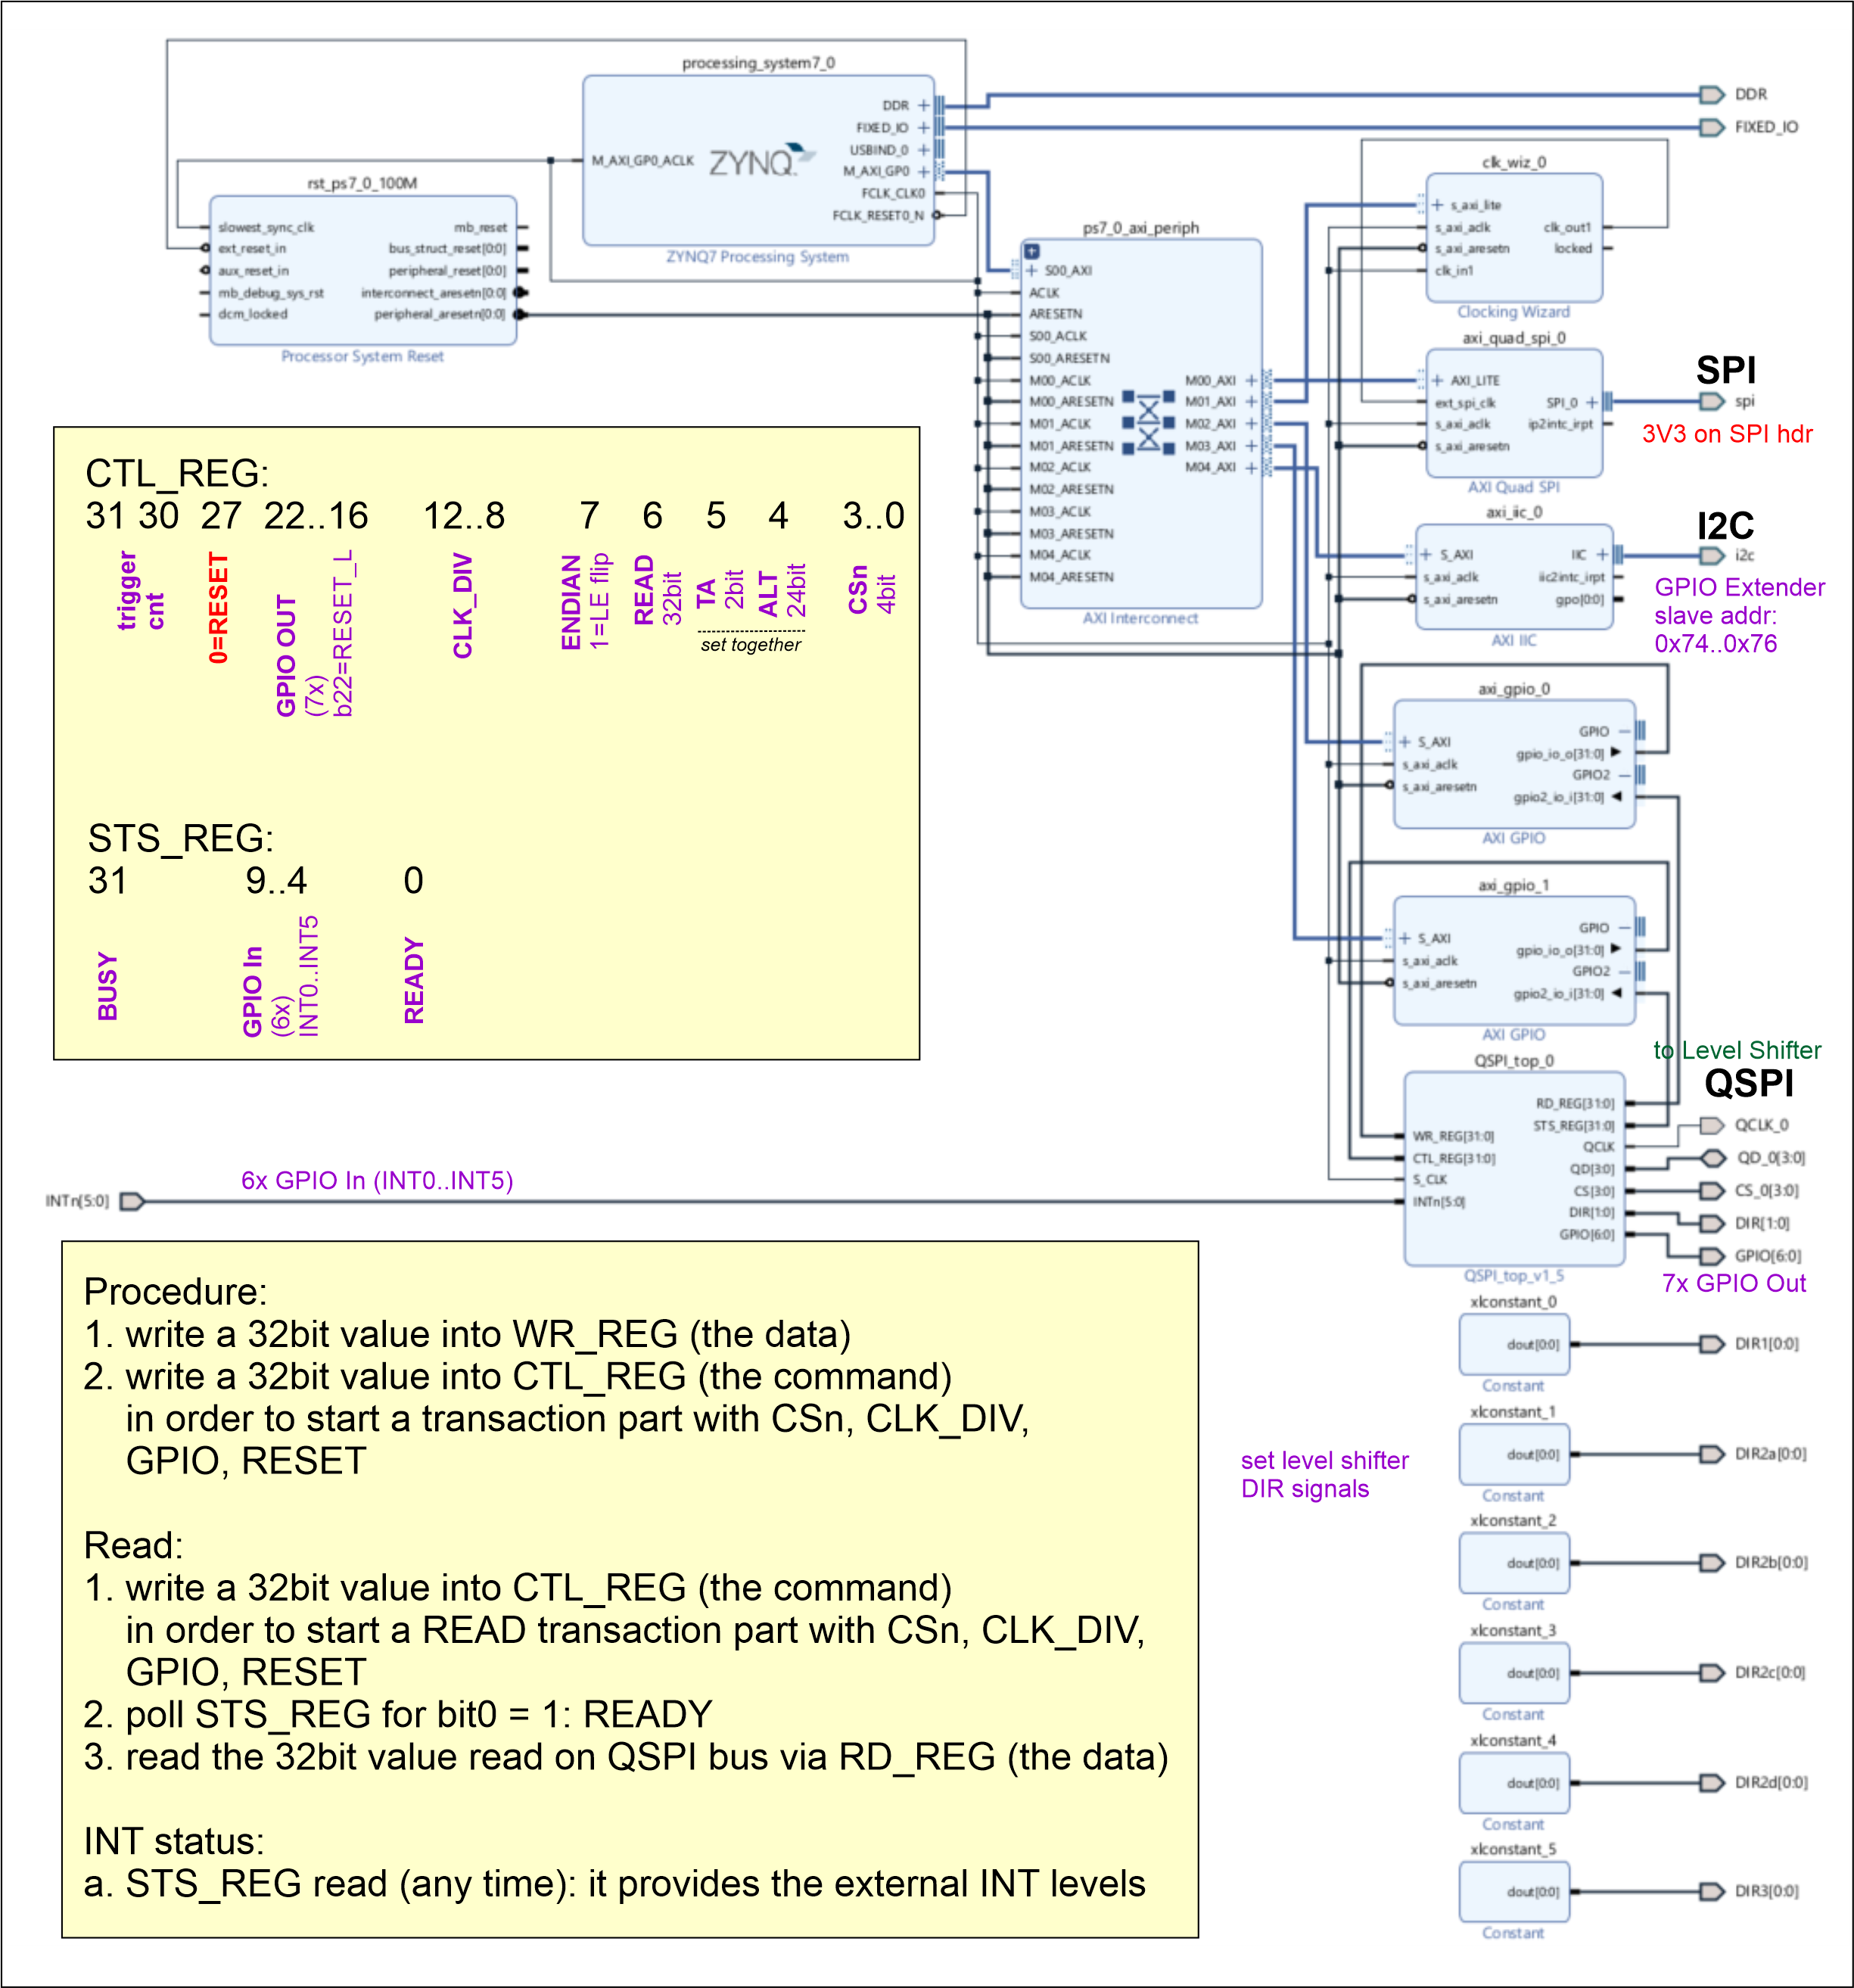 processing_system7_0
DDR
FIXED_IO
USBIND_0
M_AXI_GP0
FCLK_CLK0
FCLK_RESET0_N
M_AXI_GP0_ACLK
ZYNQ
ZYNQ7 Processing System
DDR
FIXED_IO
rst_ps7_0_100M
slowest_sync_clk
ext_reset_in
aux_reset_in
mb_debug_sys_rst
dcm_locked
mb_reset
bus_struct_reset[0:0]
peripheral_reset[0:0]
interconnect_aresetn[0:0]
peripheral_aresetn[0:0]
Processor System Reset
ps7_0_axi_periph
S00_AXI
ACLK
ARESETN
S00_ACLK
S00_ARESETN
M00_ACLK
M00_ARESETN
M01_ACLK
M01_ARESETN
M02_ACLK
M02_ARESETN
M03_ACLK
M03_ARESETN
M04_ACLK
M04_ARESETN
M00_AXI
M01_AXI
M02_AXI
M03_AXI
M04_AXI
AXI Interconnect
clk_wiz_0
s_axi_lite
s_axi_aclk
s_axi_aresetn
clk_in1
clk_out1
locked
Clocking Wizard
axi_quad_spi_0
AXI_LITE
ext_spi_clk
s_axi_aclk
s_axi_aresetn
SPI_0
ip2intc_irpt
AXI Quad SPI
SPI
spi
3V3 on SPI hdr
axi_iic_0
S_AXI
s_axi_aclk
s_axi_aresetn
IIC
iic2intc_irpt
gpo[0:0]
AXI IIC
I2C
i2c
GPIO Extender
slave addr:
0x74..0x76
axi_gpio_0
S_AXI
s_axi_aclk
s_axi_aresetn
GPIO
gpio_io_o[31:0]
GPIO2
gpio2_io_i[31:0]
AXI GPIO
axi_gpio_1
S_AXI
s_axi_aclk
s_axi_aresetn
GPIO
gpio_io_o[31:0]
GPIO2
gpio2_io_i[31:0]
AXI GPIO
to Level Shifter
QSPI
QSPI_top_0
WR_REG[31:0]
CTL_REG[31:0]
S_CLK
INTn[5:0]
RD_REG[31:0]
STS_REG[31:0]
QCLK
QD[3:0]
CS[3:0]
DIR[1:0]
GPIO[6:0]
QSPI_top_v1_5
QCLK_0
QD_0[3:0]
CS_0[3:0]
DIR[1:0]
GPIO[6:0]
7x GPIO Out
CTL_REG:
31 30 27 22..16 12..8 7 6 5 4 3..0
trigger
cnt
0=RESET
GPIO OUT
(7x)
b22=RESET_L
CLK_DIV
ENDIAN
1=LE flip
READ
32bit
TA
2bit
ALT
24bit
set together
CSn
4bit
STS_REG:
31 9..4 0
BUSY
GPIO In
(6x)
INT0..INT5
READY
6x GPIO In (INT0..INT5)
INTn[5:0]
Procedure:
1. write a 32bit value into WR_REG (the data)
2. write a 32bit value into CTL_REG (the command)
in order to start a transaction part with CSn, CLK_DIV,
GPIO, RESET
Read:
1. write a 32bit value into CTL_REG (the command)
in order to start a READ transaction part with CSn, CLK_DIV,
GPIO, RESET
2. poll STS_REG for bit0 = 1: READY
3. read the 32bit value read on QSPI bus via RD_REG (the data)
INT status:
a. STS_REG read (any time): it provides the external INT levels
set level shifter
DIR signals
xlconstant_0
dout[0:0]
Constant
DIR1[0:0]
xlconstant_1
dout[0:0]
Constant
DIR2a[0:0]
xlconstant_2
dout[0:0]
Constant
DIR2b[0:0]
xlconstant_3
dout[0:0]
Constant
DIR2c[0:0]
xlconstant_4
dout[0:0]
Constant
DIR2d[0:0]
xlconstant_5
dout[0:0]
Constant
DIR3[0:0]